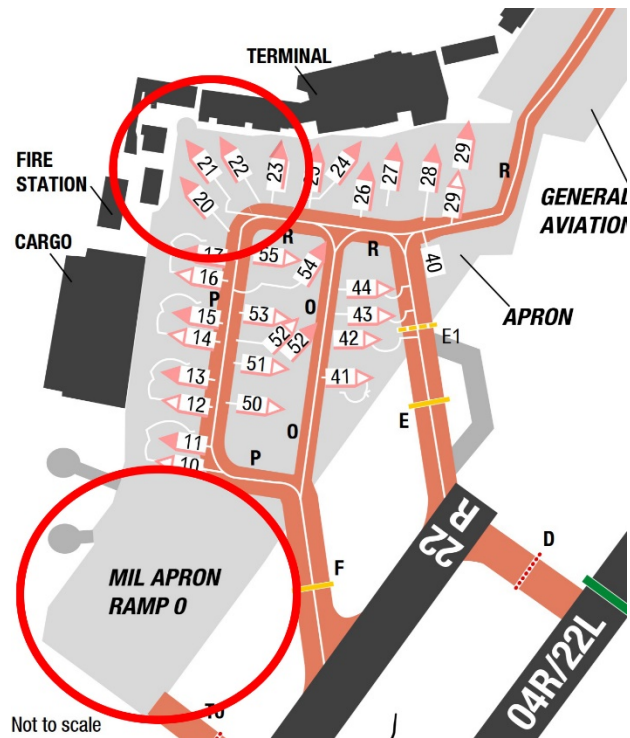 TERMINAL
FIRE
STATION
CARGO
GENERAL
AVIATION
APRON
MIL APRON
RAMP 0
Not to scale
21
22
23
25
24
26
27
28
29
29
20
R
R
R
40
17
16
15
14
13
12
11
10
P
P
55
54
53
52
52
51
50
O
O
44
43
42
41
E1
E
F
D
22 R
04R/22L